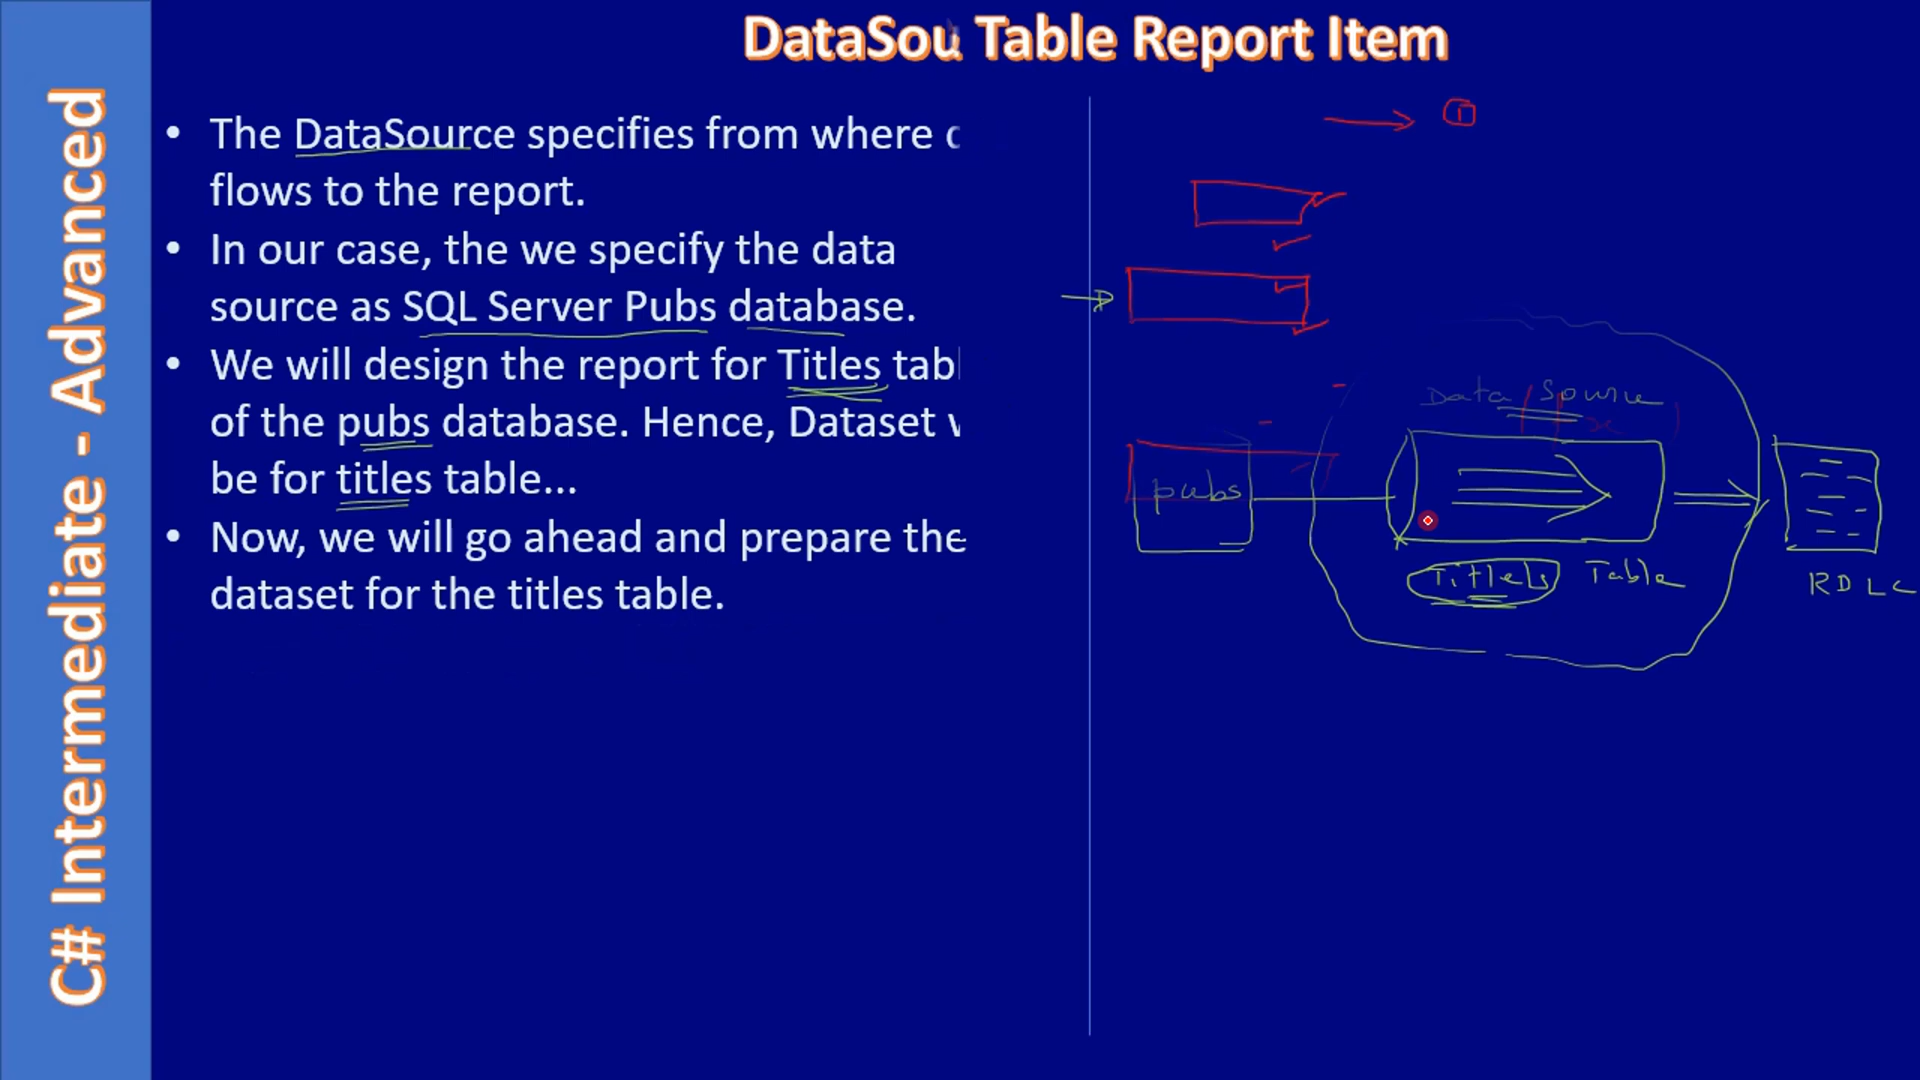 DataSou Table Report Item
C# Intermediate - Advanced
• The DataSource specifies from where
flows to the report.
• In our case, the we specify the data
source as SQL Server Pubs database.
• We will design the report for Titles tabl
of the pubs database. Hence, Dataset
be for titles table...
• Now, we will go ahead and prepare the
dataset for the titles table.
1
Data Source
pubs
Titles Table
RDLC